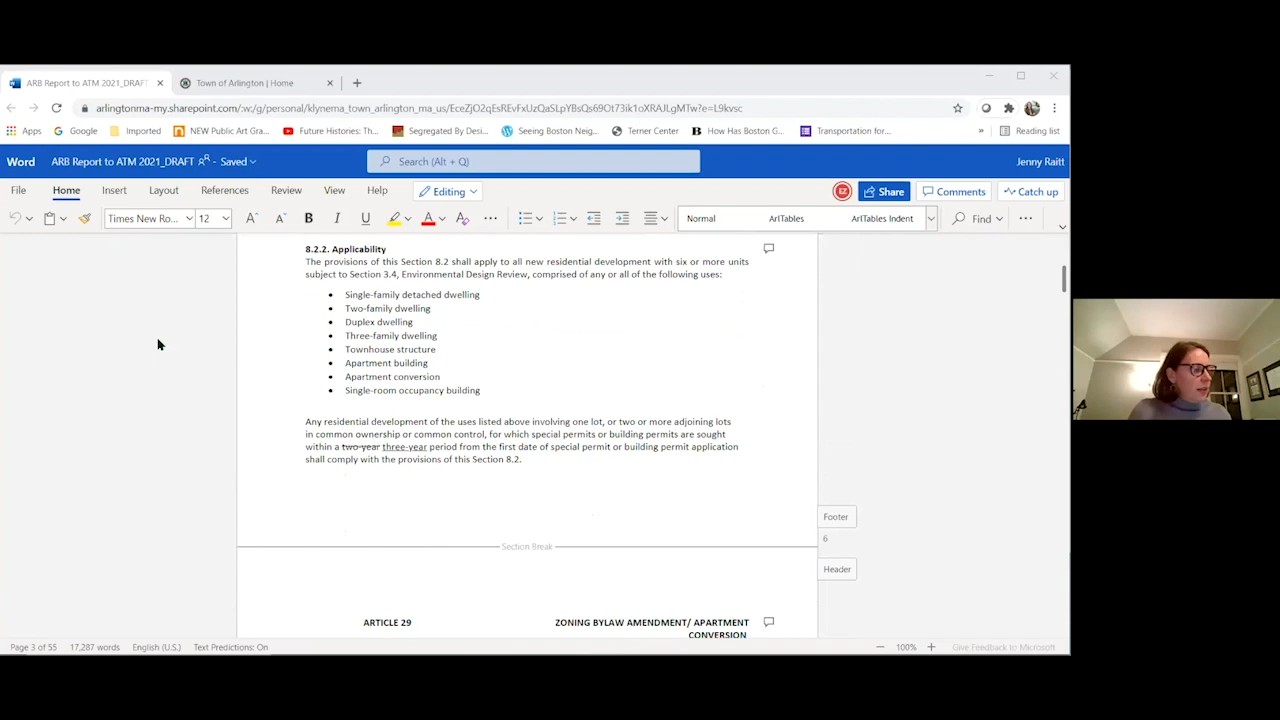 ARB Report to ATM 2021_DRAFT
Town of Arlington | Home
arlingtonma-my.sharepoint.com/:w:/g/personal/klynema_town_arlington_ma_us/EceZjO2qEsREvFxUzQaSLpYBsQs69Ot73ik1oXRAJLgMTw?e=L9kvsc
Apps Google Imported NEW Public Art Gra... Future Histories: Th... Segregated By Desi... Seeing Boston Neig... Terner Center How Has Boston G... Transportation for... » Reading list
Word ARB Report to ATM 2021_DRAFT - Saved Search (Alt + Q) Jenny Raitt
File Home Insert Layout References Review View Help Editing EZ Share Comments Catch up
Times New Ro... 12 B I U A Normal ArlTables ArlTables Indent Find
8.2.2. Applicability
The provisions of this Section 8.2 shall apply to all new residential development with six or more units
subject to Section 3.4, Environmental Design Review, comprised of any or all of the following uses:
• Single-family detached dwelling
• Two-family dwelling
• Duplex dwelling
• Three-family dwelling
• Townhouse structure
• Apartment building
• Apartment conversion
• Single-room occupancy building
Any residential development of the uses listed above involving one lot, or two or more adjoining lots
in common ownership or common control, for which special permits or building permits are sought
within a two-year three-year period from the first date of special permit or building permit application
shall comply with the provisions of this Section 8.2.
Footer
6
Section Break
Header
ARTICLE 29 ZONING BYLAW AMENDMENT/ APARTMENT
CONVERSION
Page 3 of 55 17,287 words English (U.S.) Text Predictions: On 100% Give Feedback to Microsoft